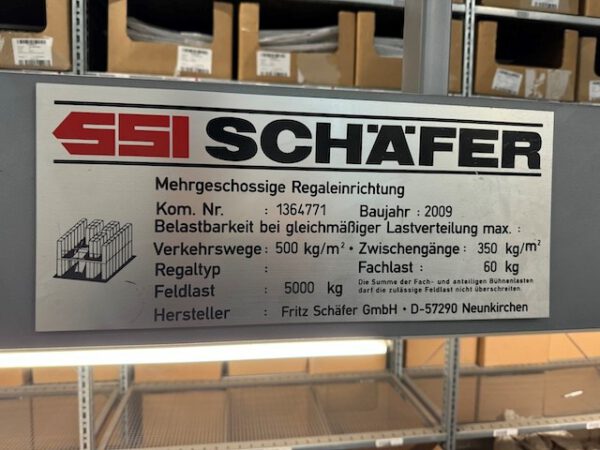 SSI SCHÄFER
Mehrgeschossige Regaleinrichtung
Kom. Nr. : 1364771 Baujahr : 2009
Belastbarkeit bei gleichmäßiger Lastverteilung max. :
Verkehrswege : 500 kg/m² · Zwischengänge : 350 kg/m²
Regaltyp : Fachlast : 60 kg
Feldlast : 5000 kg Die Summe der Fach- und anteiligen Bühnenlasten
darf die zulässige Feldlast nicht überschreiten.
Hersteller : Fritz Schäfer GmbH · D-57290 Neunkirchen